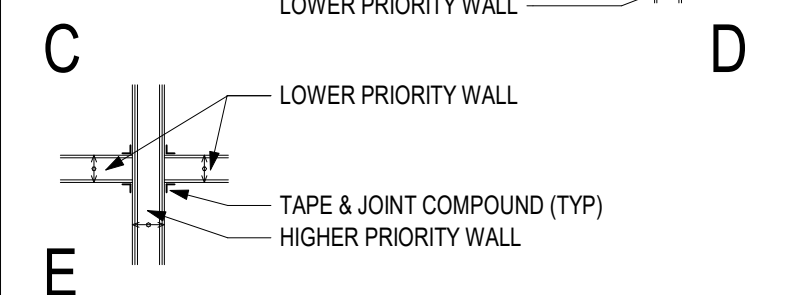 LOWER PRIORITY WALL
C
D
LOWER PRIORITY WALL
TAPE & JOINT COMPOUND (TYP)
HIGHER PRIORITY WALL
E